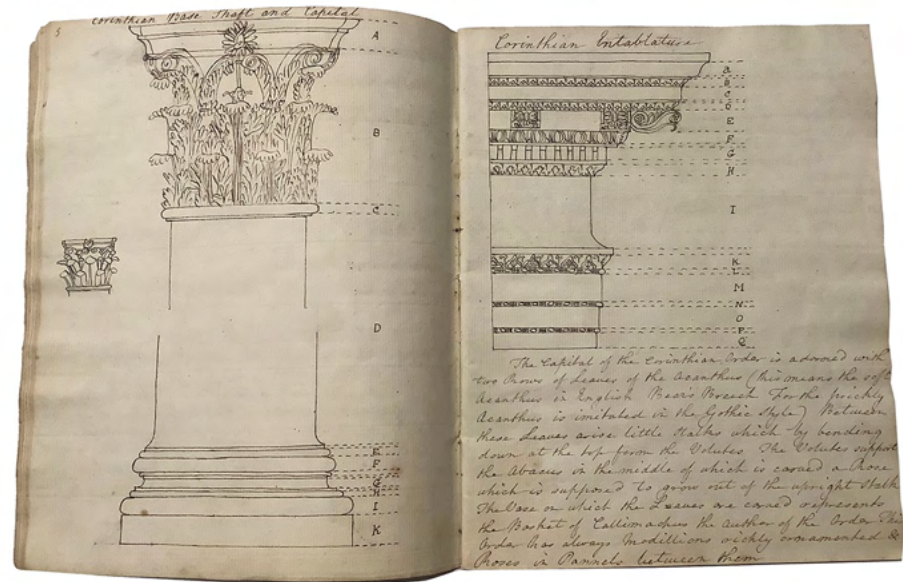 5
Corinthian Base Shaft and Capital
A
B
C
D
E
F
G
H
I
K
Corinthian Entablature
a
B
C
D
E
F
G
H
I
K
L
M
N
O
P
Q
The Capital of the Corinthian Order is adorned with
two Rows of Leaves of the Acanthus (this means the soft
Acanthus in English Bear's Breech For the prickly
Acanthus is imitated in the Gothic Style) Between
these Leaves arise little Stalks which by bending
down at the top form the Volutes. The Volutes support
the Abacus in the middle of which is carved a Rose
which is supposed to grow out of the upright Stalk
The Vase on which the Leaves are carved represents
the Basket of Callimachus the author of the Order This
Order has always Modillions richly ornamented &
Roses in Pannels between them